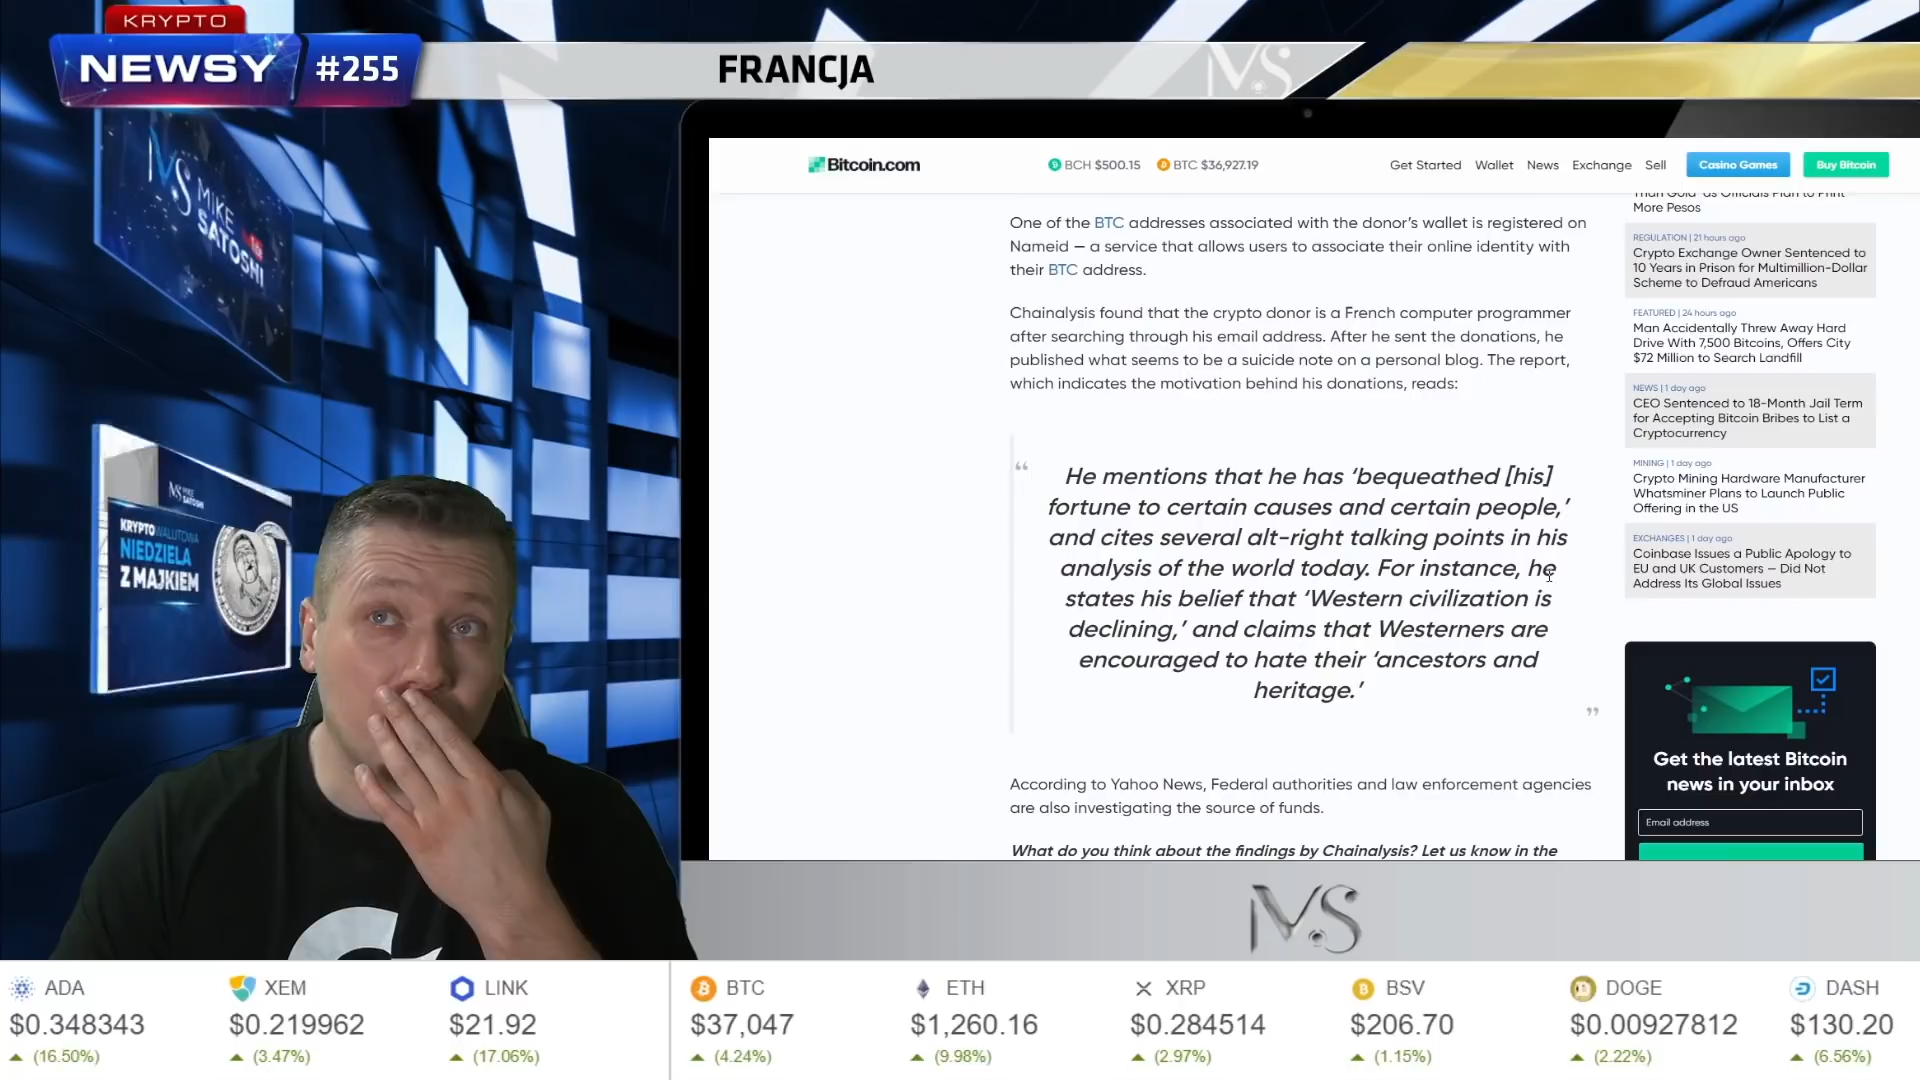 KRYPTO
NEWSY #255
FRANCJA
MS
MIKE
SATOSHI
MS MIKE
SATOSHI
KRYPTOWALUTOWA
NIEDZIELA
Z MAJKIEM
Bitcoin.com
BCH $500.15
BTC $36,927.19
Get Started
Wallet
News
Exchange
Sell
Casino Games
Buy Bitcoin
One of the BTC addresses associated with the donor's wallet is registered on
Nameid – a service that allows users to associate their online identity with
their BTC address.
Chainalysis found that the crypto donor is a French computer programmer
after searching through his email address. After he sent the donations, he
published what seems to be a suicide note on a personal blog. The report,
which indicates the motivation behind his donations, reads:
“
He mentions that he has ‘bequeathed [his]
fortune to certain causes and certain people,’
and cites several alt-right talking points in his
analysis of the world today. For instance, he
states his belief that ‘Western civilization is
declining,’ and claims that Westerners are
encouraged to hate their ‘ancestors and
heritage.’
”
According to Yahoo News, Federal authorities and law enforcement agencies
are also investigating the source of funds.
What do you think about the findings by Chainalysis? Let us know in the
Than Gold' as Officials Plan to Print
More Pesos
REGULATION | 21 hours ago
Crypto Exchange Owner Sentenced to
10 Years in Prison for Multimillion-Dollar
Scheme to Defraud Americans
FEATURED | 24 hours ago
Man Accidentally Threw Away Hard
Drive With 7,500 Bitcoins, Offers City
$72 Million to Search Landfill
NEWS | 1 day ago
CEO Sentenced to 18-Month Jail Term
for Accepting Bitcoin Bribes to List a
Cryptocurrency
MINING | 1 day ago
Crypto Mining Hardware Manufacturer
Whatsminer Plans to Launch Public
Offering in the US
EXCHANGES | 1 day ago
Coinbase Issues a Public Apology to
EU and UK Customers – Did Not
Address Its Global Issues
Get the latest Bitcoin
news in your inbox
Email address
MS
ADA
$0.348343
(16.50%)
XEM
$0.219962
(3.47%)
LINK
$21.92
(17.06%)
BTC
$37,047
(4.24%)
ETH
$1,260.16
(9.98%)
XRP
$0.284514
(2.97%)
BSV
$206.70
(1.15%)
DOGE
$0.00927812
(2.22%)
DASH
$130.20
(6.56%)